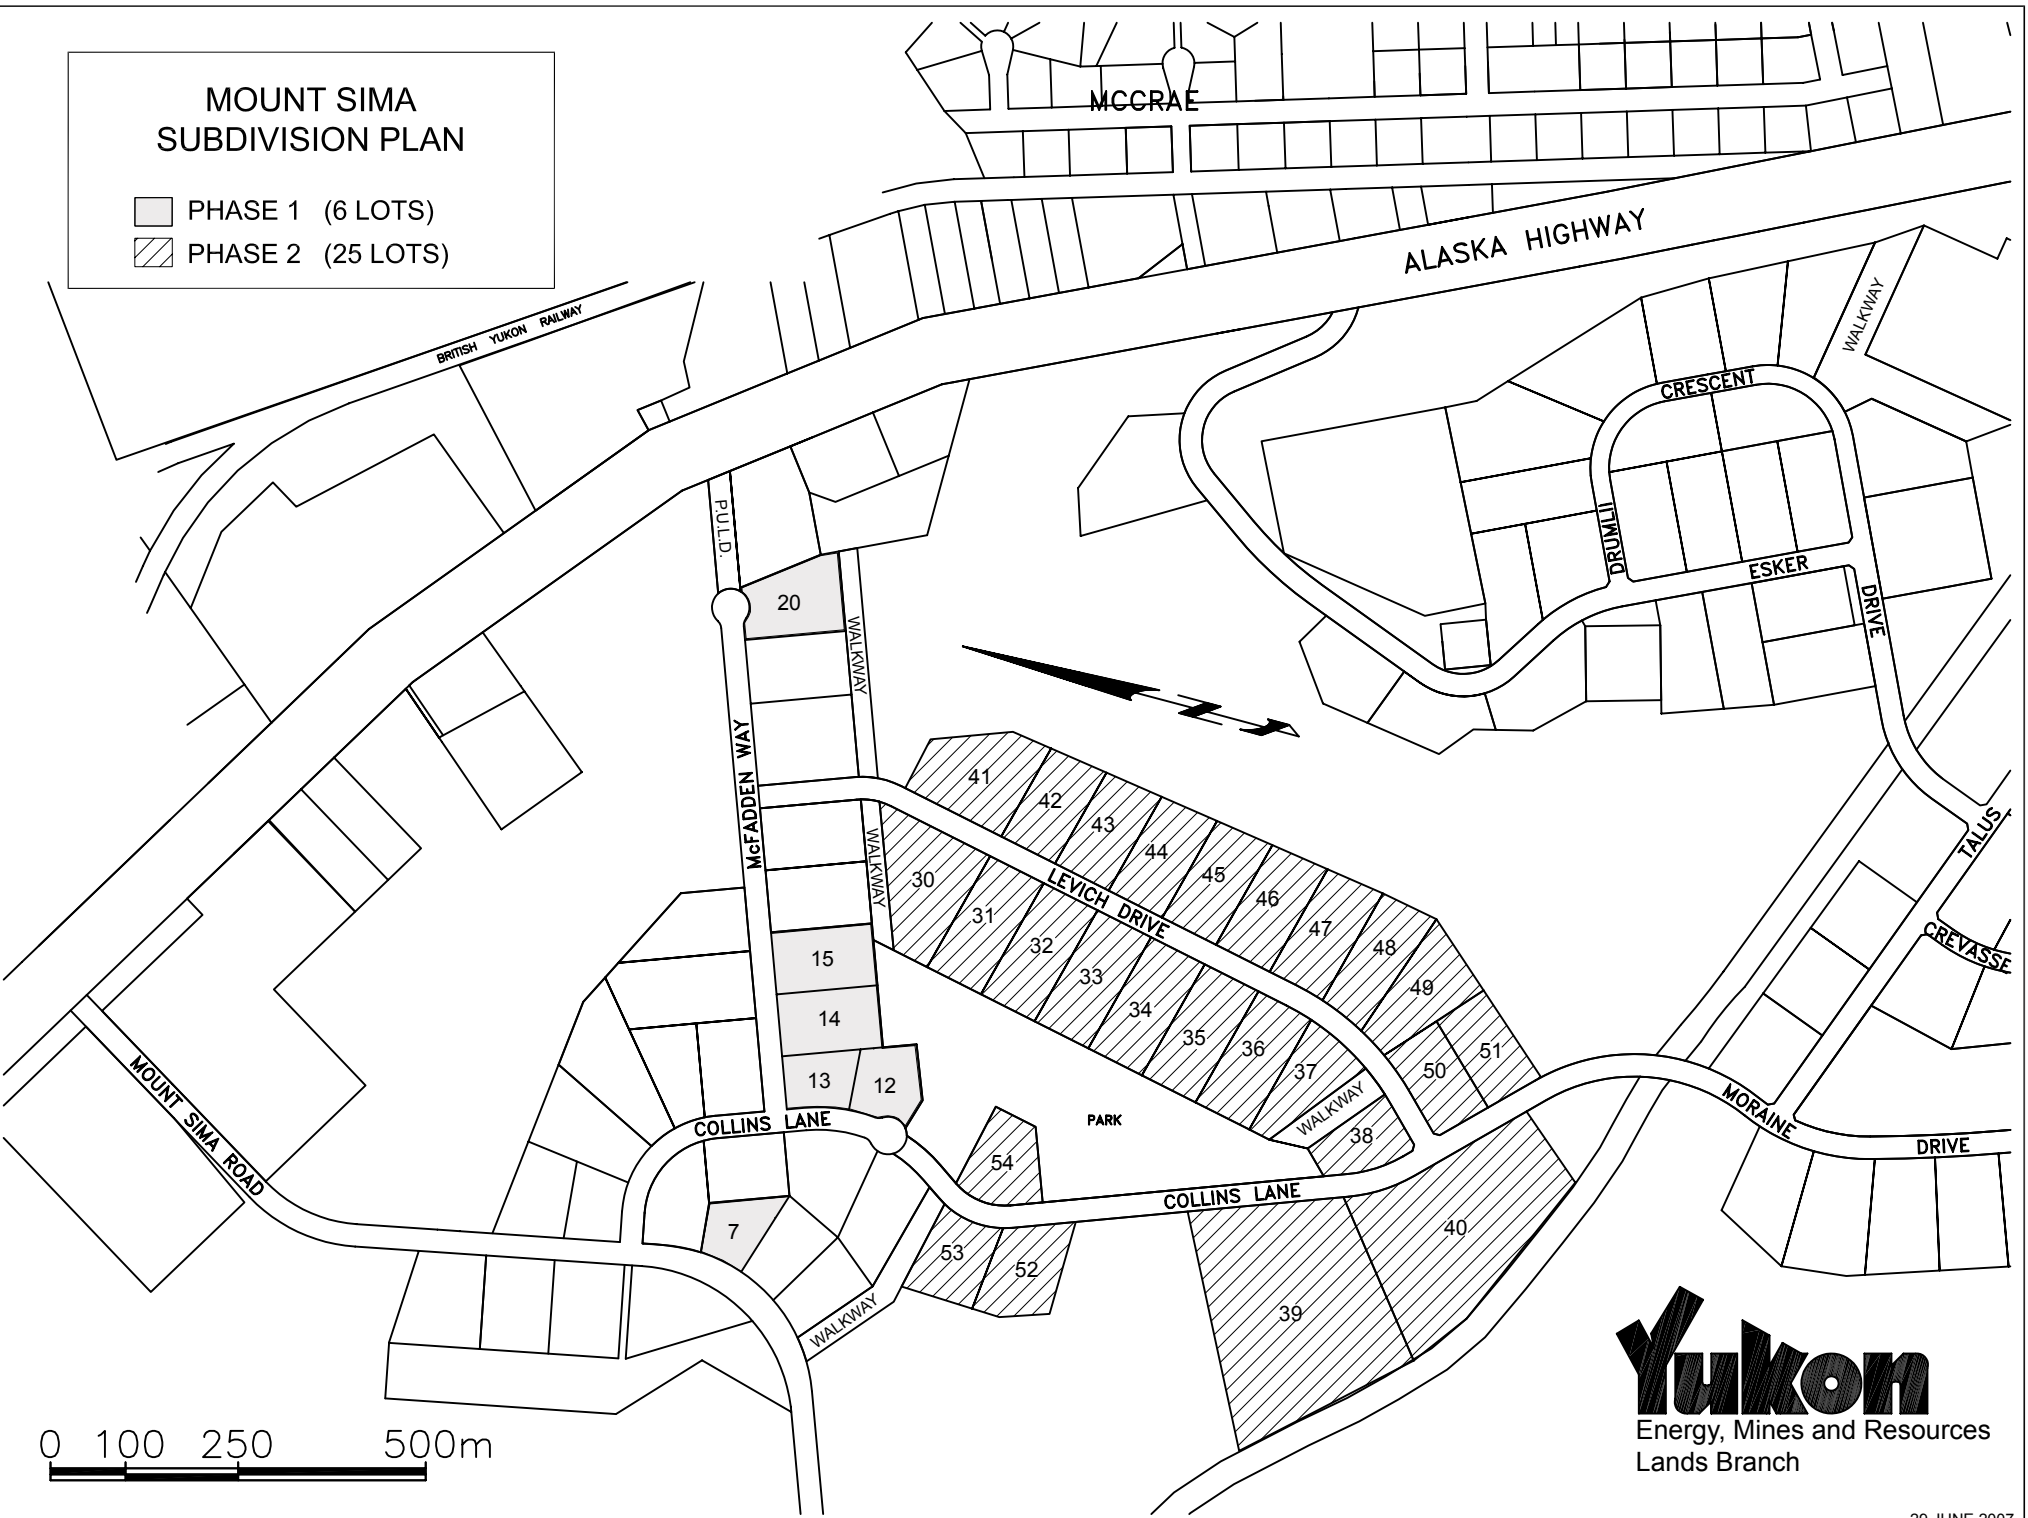 MOUNT SIMA
SUBDIVISION PLAN
PHASE 1 (6 LOTS)
PHASE 2 (25 LOTS)
MCCRAE
ALASKA HIGHWAY
BRITISH YUKON RAILWAY
WALKWAY
CRESCENT
P.U.L.D.
DRUMLIN
ESKER
DRIVE
20
WALKWAY
McFADDEN WAY
N
41
42
43
44
45
46
47
48
49
50
51
TALUS
CREVASSE
WALKWAY
30
31
32
33
34
35
36
37
LEVICH DRIVE
15
14
13
12
MOUNT SIMA ROAD
COLLINS LANE
PARK
WALKWAY
38
MORAINE
DRIVE
54
COLLINS LANE
7
53
52
40
39
WALKWAY
Yukon
Energy, Mines and Resources
Lands Branch
0 100 250 500m
29 JUNE 2007